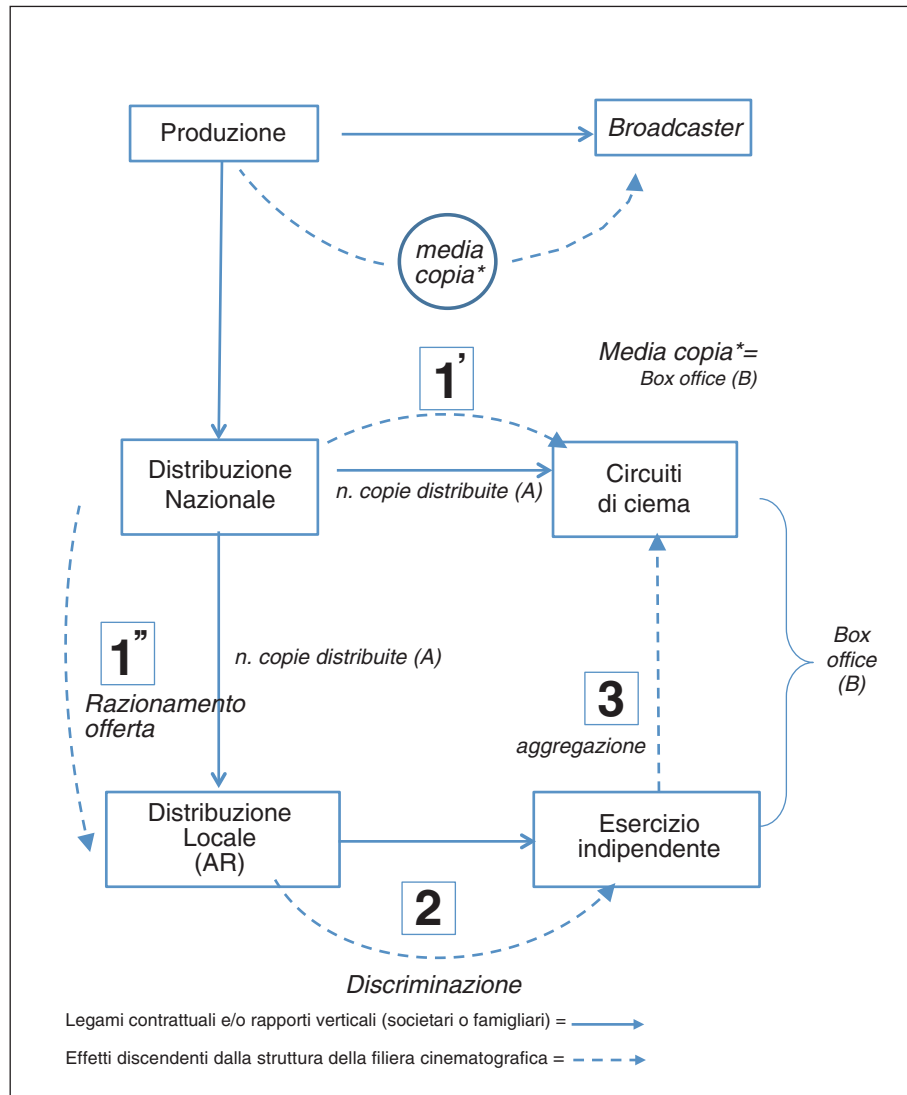 Produzione
Broadcaster
media
copia*
Media copia*=
Box office (B)
1’
Distribuzione
Nazionale
n. copie distribuite (A)
Circuiti
di ciema
1”
n. copie distribuite (A)
Razionamento
offerta
3
aggregazione
Box
office
(B)
Distribuzione
Locale
(AR)
Esercizio
indipendente
2
Discriminazione
Legami contrattuali e/o rapporti verticali (societari o famigliari) =
Effetti discendenti dalla struttura della filiera cinematografica =